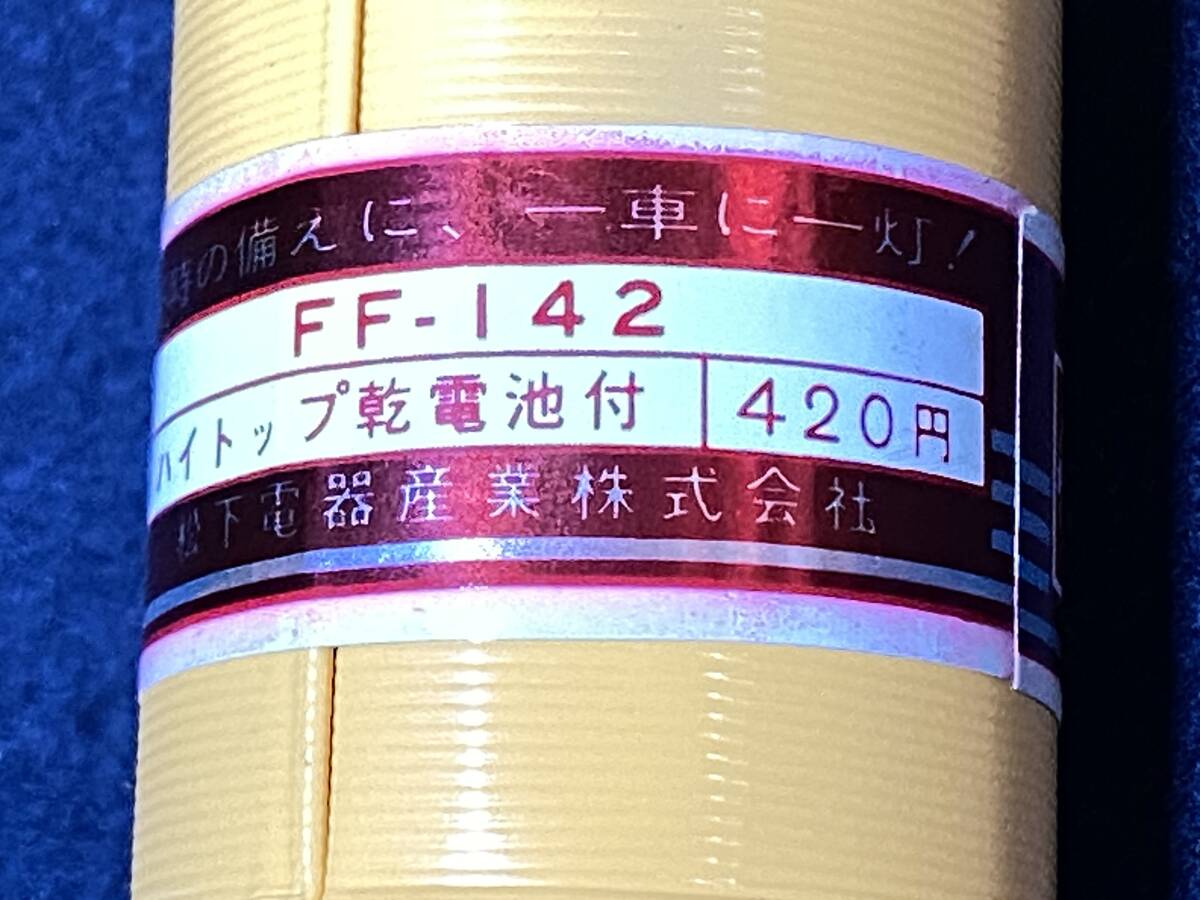 時の備えに、一車に一灯!
FF-142
ハイトップ乾電池付
420円
松下電器産業株式会社